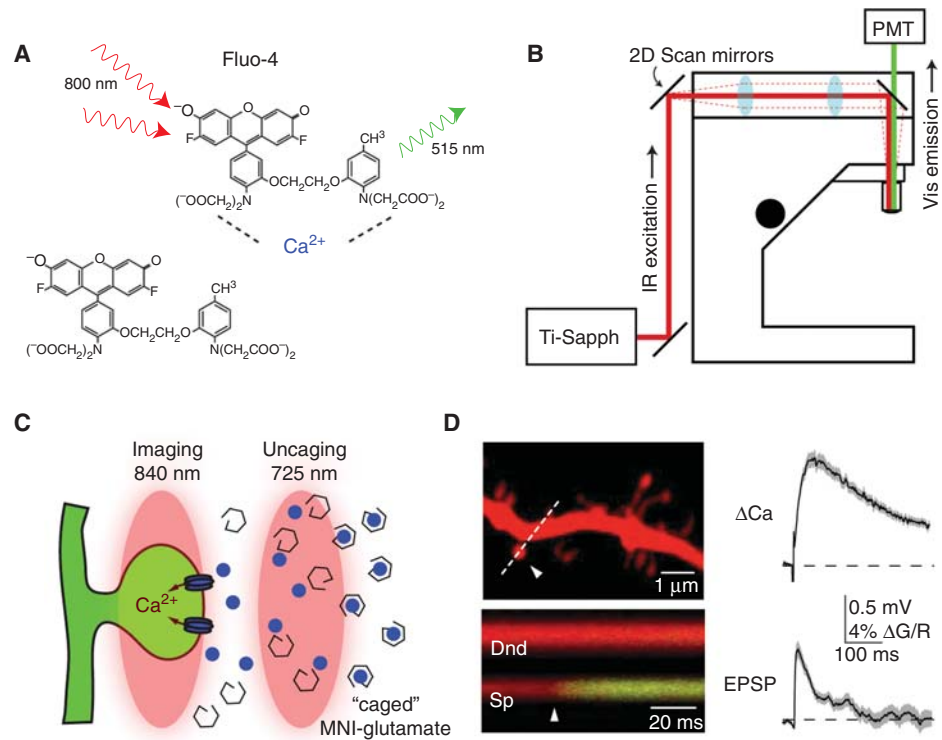 A
Fluo-4
800 nm
⁻O
O
O
F
F
CH³
515 nm
OCH₂CH₂O
(⁻OOCH₂)₂N
N(CH₂COO⁻)₂
Ca²⁺
⁻O
O
O
F
F
CH³
OCH₂CH₂O
(⁻OOCH₂)₂N
N(CH₂COO⁻)₂
B
PMT
2D Scan mirrors
IR excitation →
Vis emission →
Ti-Sapph
C
Imaging
840 nm
Uncaging
725 nm
Ca²⁺
"caged"
MNI-glutamate
D
1 μm
Dnd
Sp
20 ms
ΔCa
0.5 mV
4% ΔG/R
100 ms
EPSP